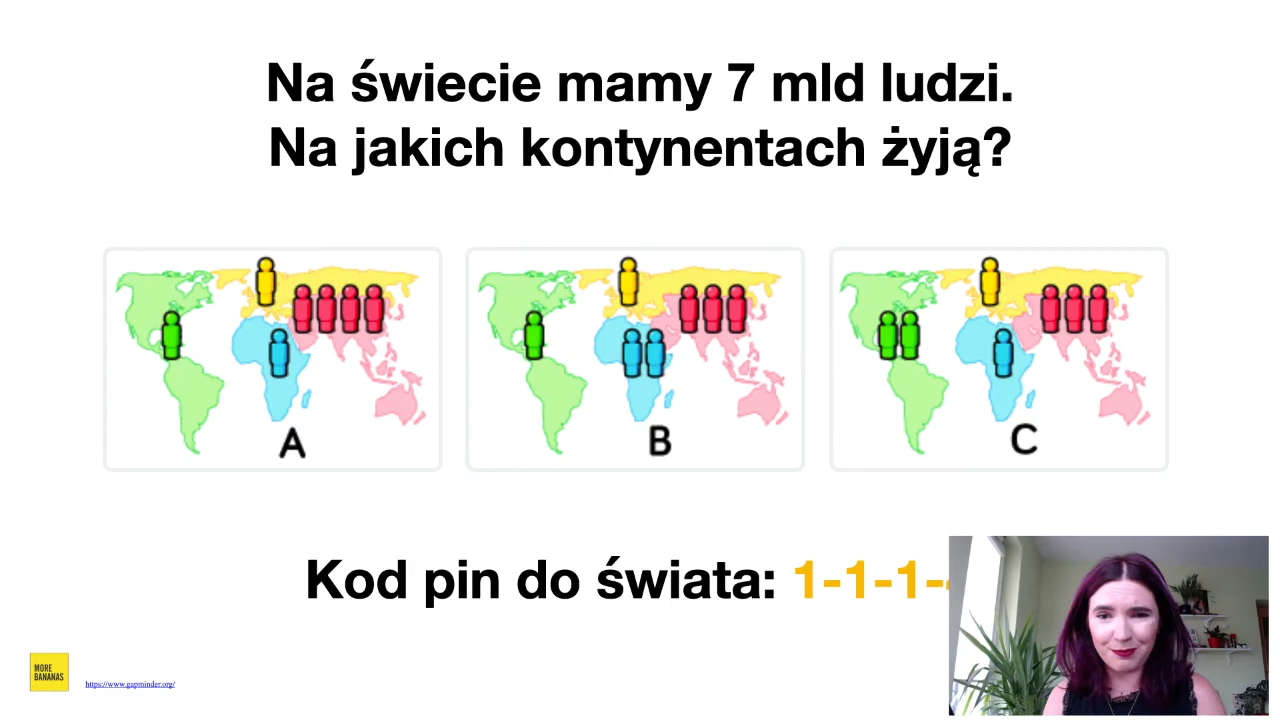 Na świecie mamy 7 mld ludzi.
Na jakich kontynentach żyją?
A
B
C
Kod pin do świata: 1-1-1-
MORE
BANANAS
https://www.gapminder.org/